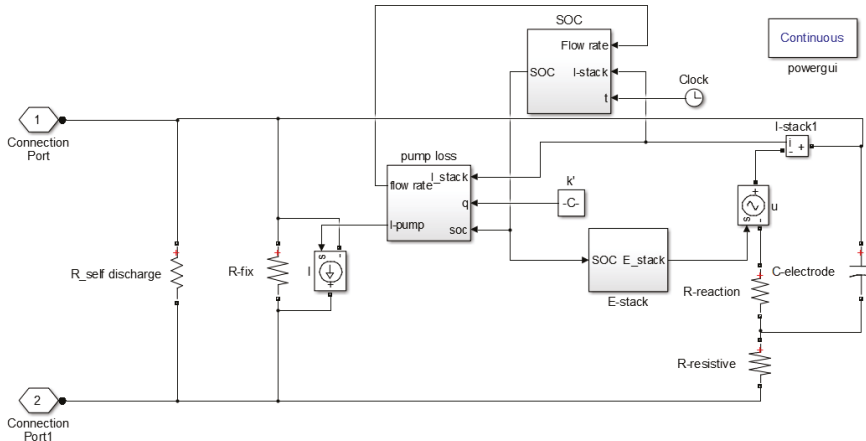 SOC
Flow rate
SOC
I-stack
t
Clock
Continuous
powergui
1
Connection
Port
I-stack1
i
+
-
pump loss
flow rate
I_stack
q
I-pump
soc
k'
-C-
+
s
-
u
R_self discharge
R-fix
I
s
-
+
SOC
E_stack
E-stack
R-reaction
C-electrode
R-resistive
2
Connection
Port1